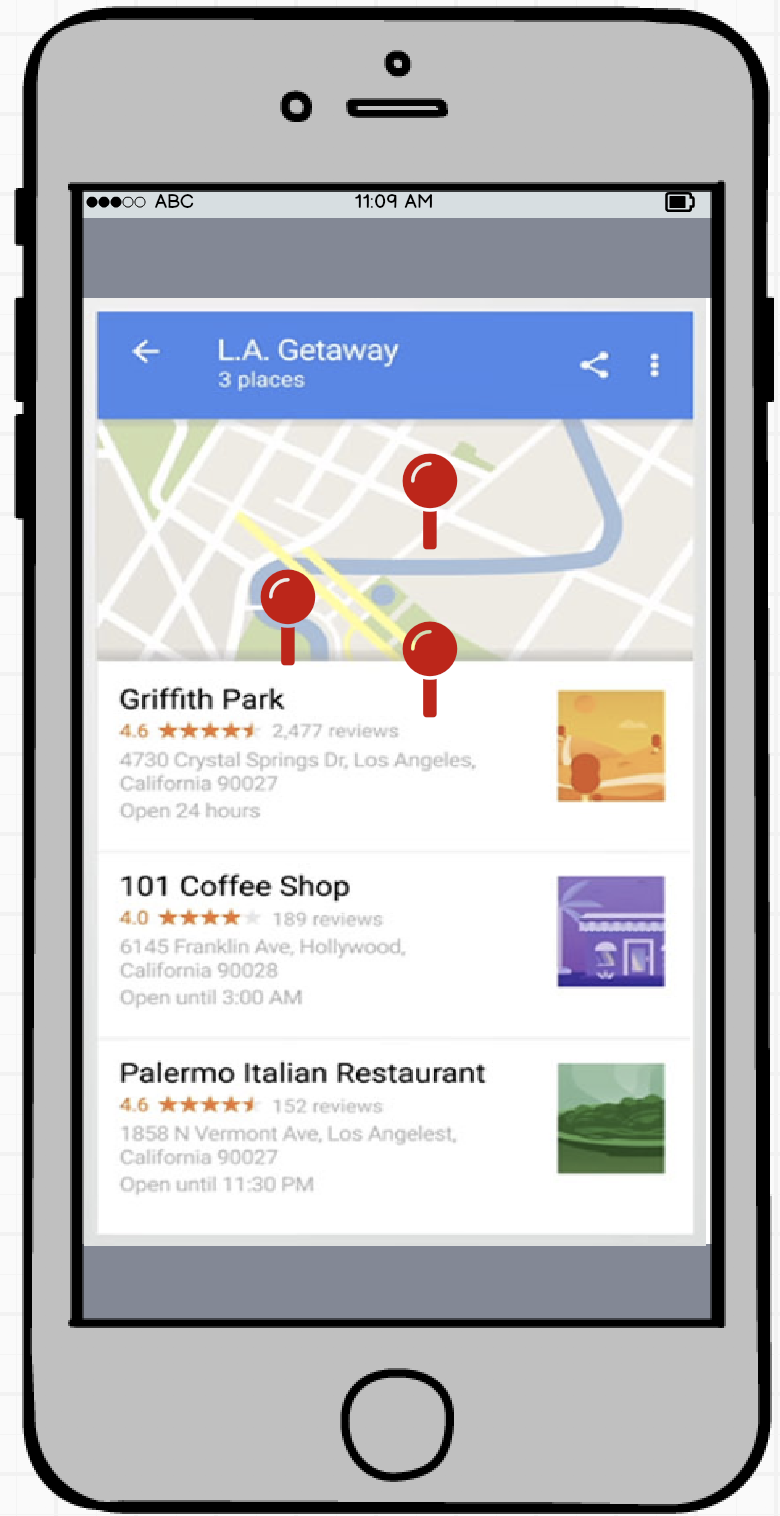 ABC 11:09 AM
L.A. Getaway
3 places
Griffith Park
4.6 2,477 reviews
4730 Crystal Springs Dr, Los Angeles,
California 90027
Open 24 hours
101 Coffee Shop
4.0 189 reviews
6145 Franklin Ave, Hollywood,
California 90028
Open until 3:00 AM
Palermo Italian Restaurant
4.6 152 reviews
1858 N Vermont Ave, Los Angelest,
California 90027
Open until 11:30 PM